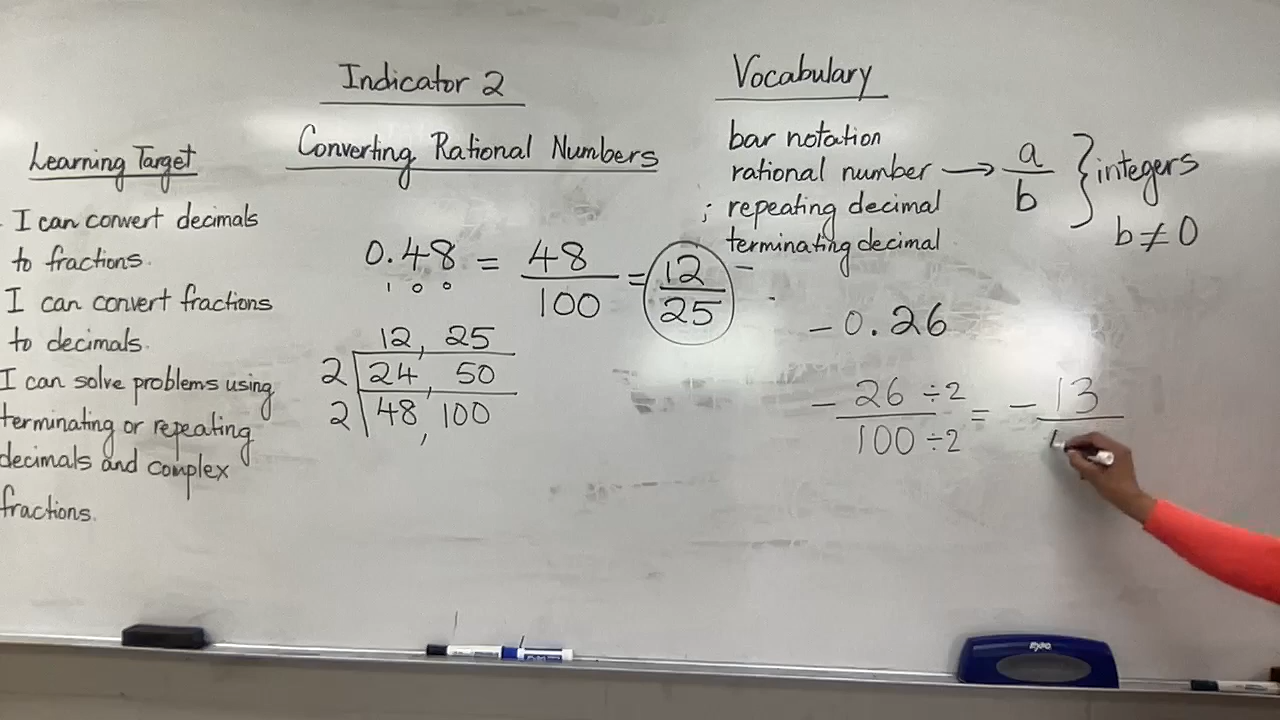 Indicator 2
Converting Rational Numbers
Learning Target
I can convert decimals
to fractions.
I can convert fractions
to decimals.
I can solve problems using
terminating or repeating
decimals and complex
fractions.
0.48 = 48/100 = 12/25
1 0 0
12, 25
2 24, 50
2 48, 100
Vocabulary
bar notation
rational number → a/b } integers
b ≠ 0
; repeating decimal
terminating decimal
-0.26
- 26 ÷2 / 100 ÷2 = - 13/
EXPO